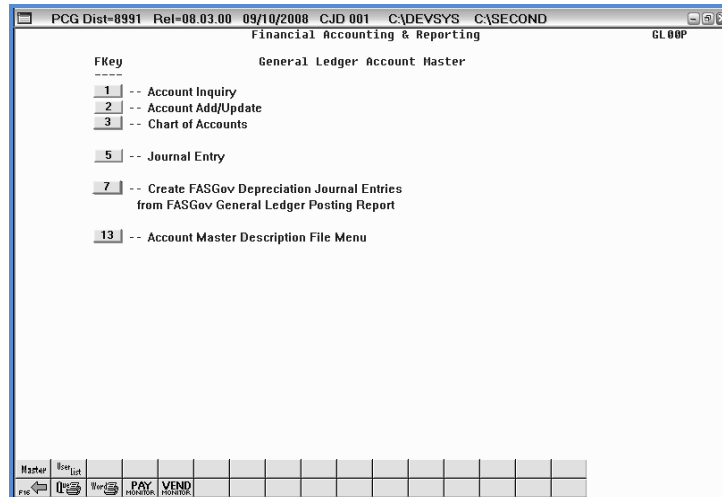 PCG Dist=8991 Rel=08.03.00 09/10/2008 CJD 001 C:\DEVSYS C:\SECOND
Financial Accounting & Reporting GL00P
FKey General Ledger Account Master
----
1 -- Account Inquiry
2 -- Account Add/Update
3 -- Chart of Accounts
5 -- Journal Entry
7 -- Create FASGov Depreciation Journal Entries
from FASGov General Ledger Posting Report
13 -- Account Master Description File Menu
Master User List
F16 Que Word PAY MONITOR VEND MONITOR